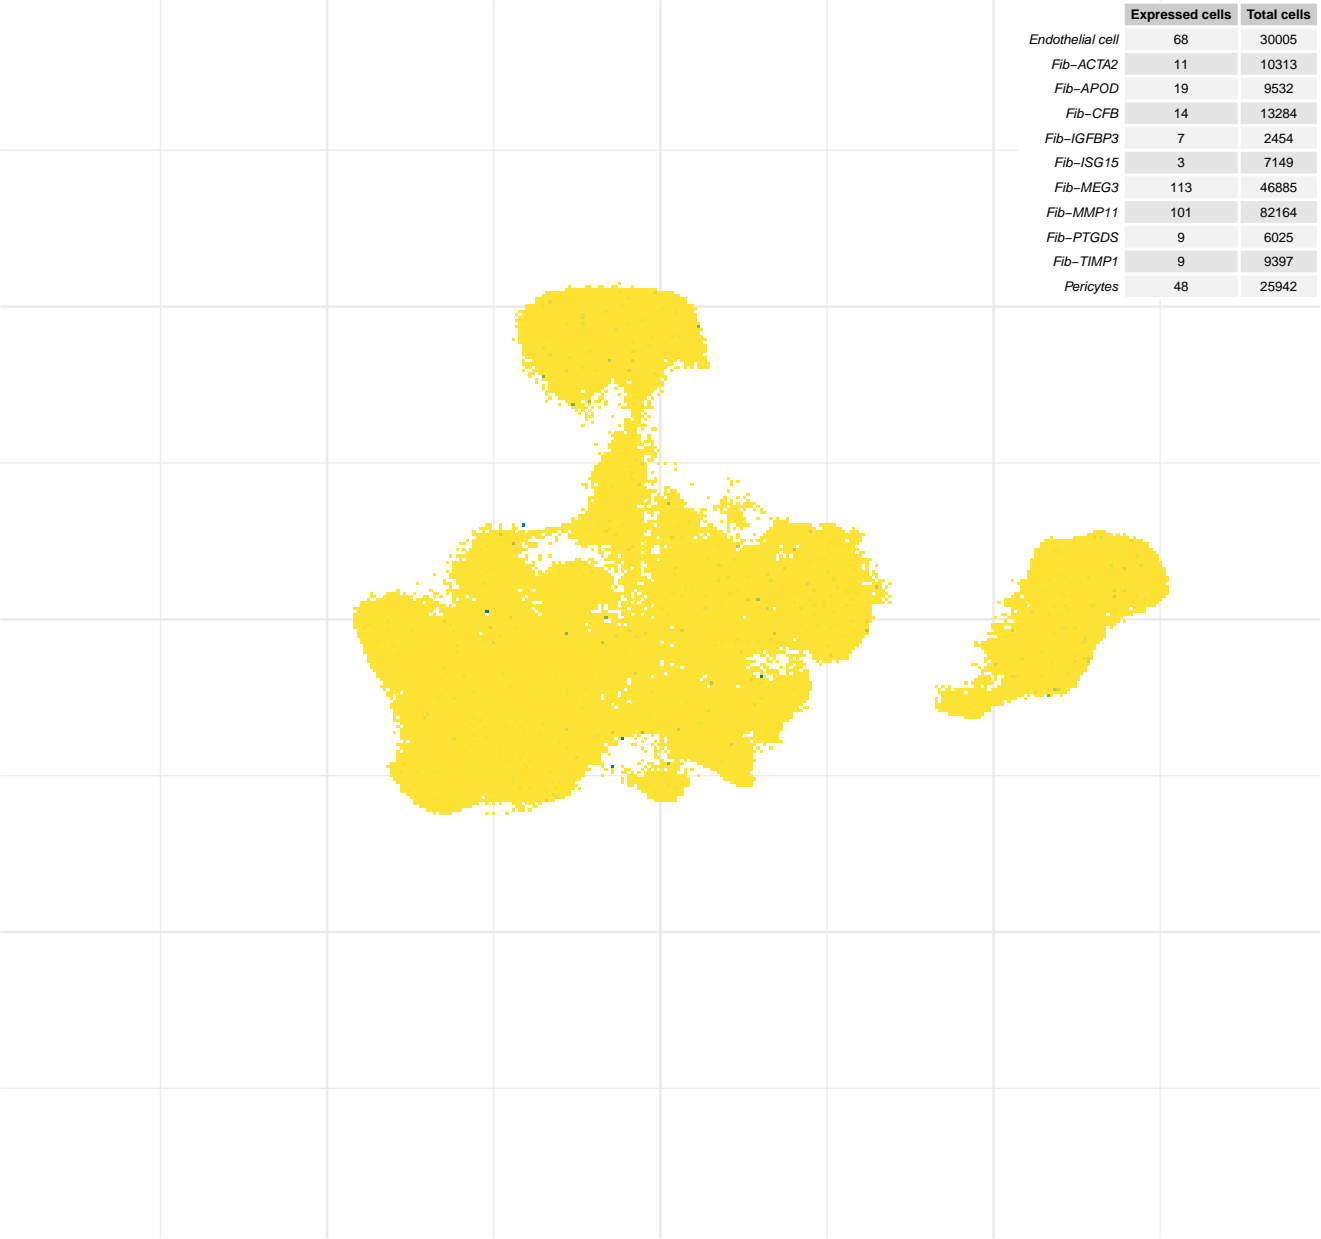 Expressed cells Total cells
Endothelial cell 68 30005
Fib−ACTA2 11 10313
Fib−APOD 19 9532
Fib−CFB 14 13284
Fib−IGFBP3 7 2454
Fib−ISG15 3 7149
Fib−MEG3 113 46885
Fib−MMP11 101 82164
Fib−PTGDS 9 6025
Fib−TIMP1 9 9397
Pericytes 48 25942